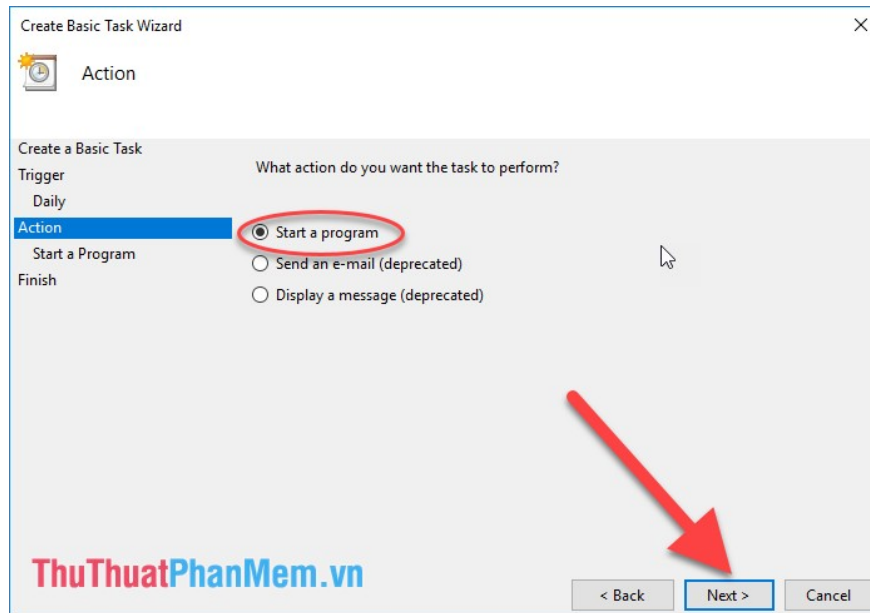 Create Basic Task Wizard
Action
Create a Basic Task
Trigger
Daily
Action
Start a Program
Finish
What action do you want the task to perform?
Start a program
Send an e-mail (deprecated)
Display a message (deprecated)
ThuThuatPhanMem.vn
< Back
Next >
Cancel